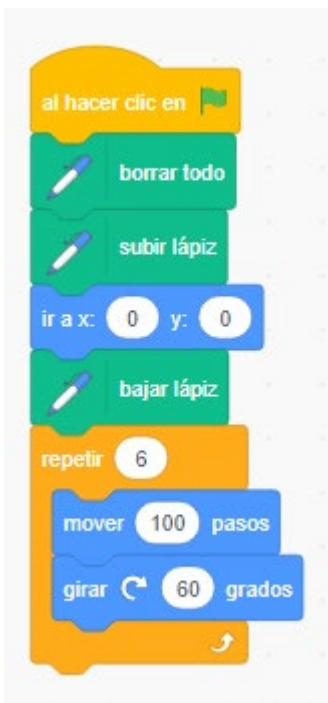 al hacer clic en
borrar todo
subir lápiz
ir a x: 0 y: 0
bajar lápiz
repetir 6
mover 100 pasos
girar 60 grados